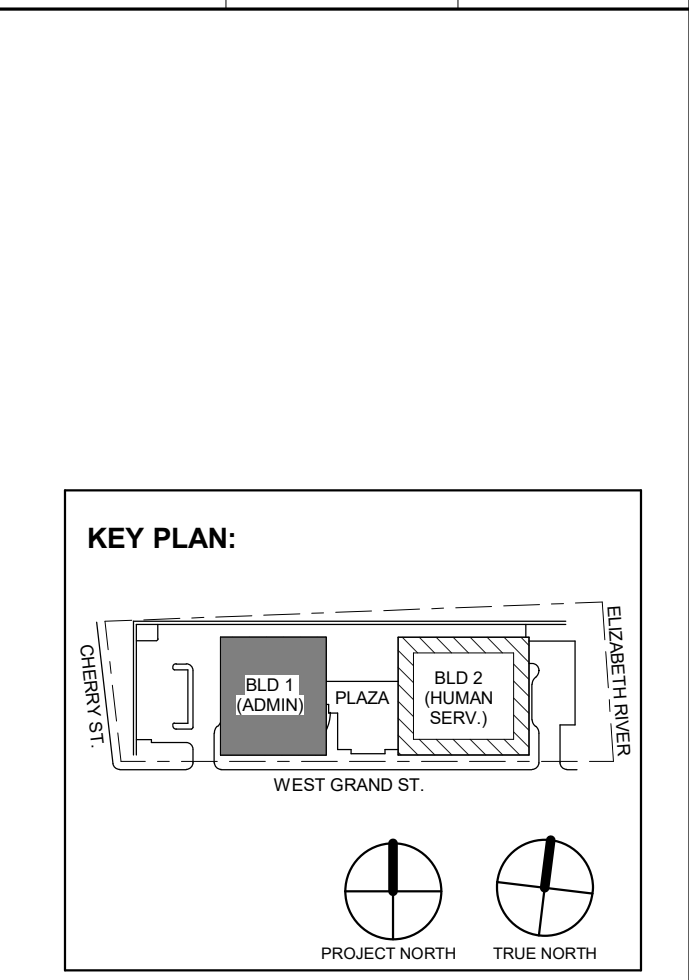 KEY PLAN:
CHERRY ST.
BLD 1
(ADMIN)
PLAZA
BLD 2
(HUMAN
SERV.)
ELIZABETH RIVER
WEST GRAND ST.
PROJECT NORTH
TRUE NORTH